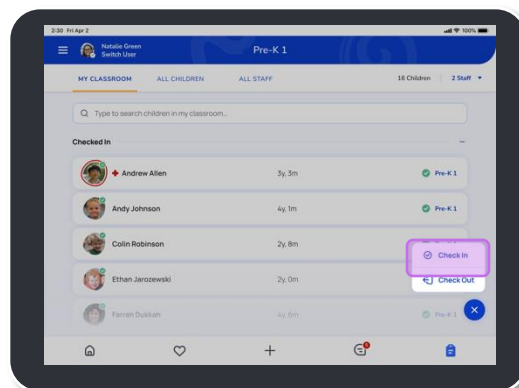 2:30 Fri Apr 2
100%
Natalie Green
Switch User
Pre-K 1
MY CLASSROOM ALL CHILDREN ALL STAFF 16 Children 2 Staff
Type to search children in my classroom...
Checked In
Andrew Allen 3y, 3m Pre-K 1
Andy Johnson 4y, 1m Pre-K 1
Colin Robinson 2y, 8m
Check In
Ethan Jarozewski 2y, 0m
Check Out
Farrah Dukkah 4y, 6m Pre-K 1